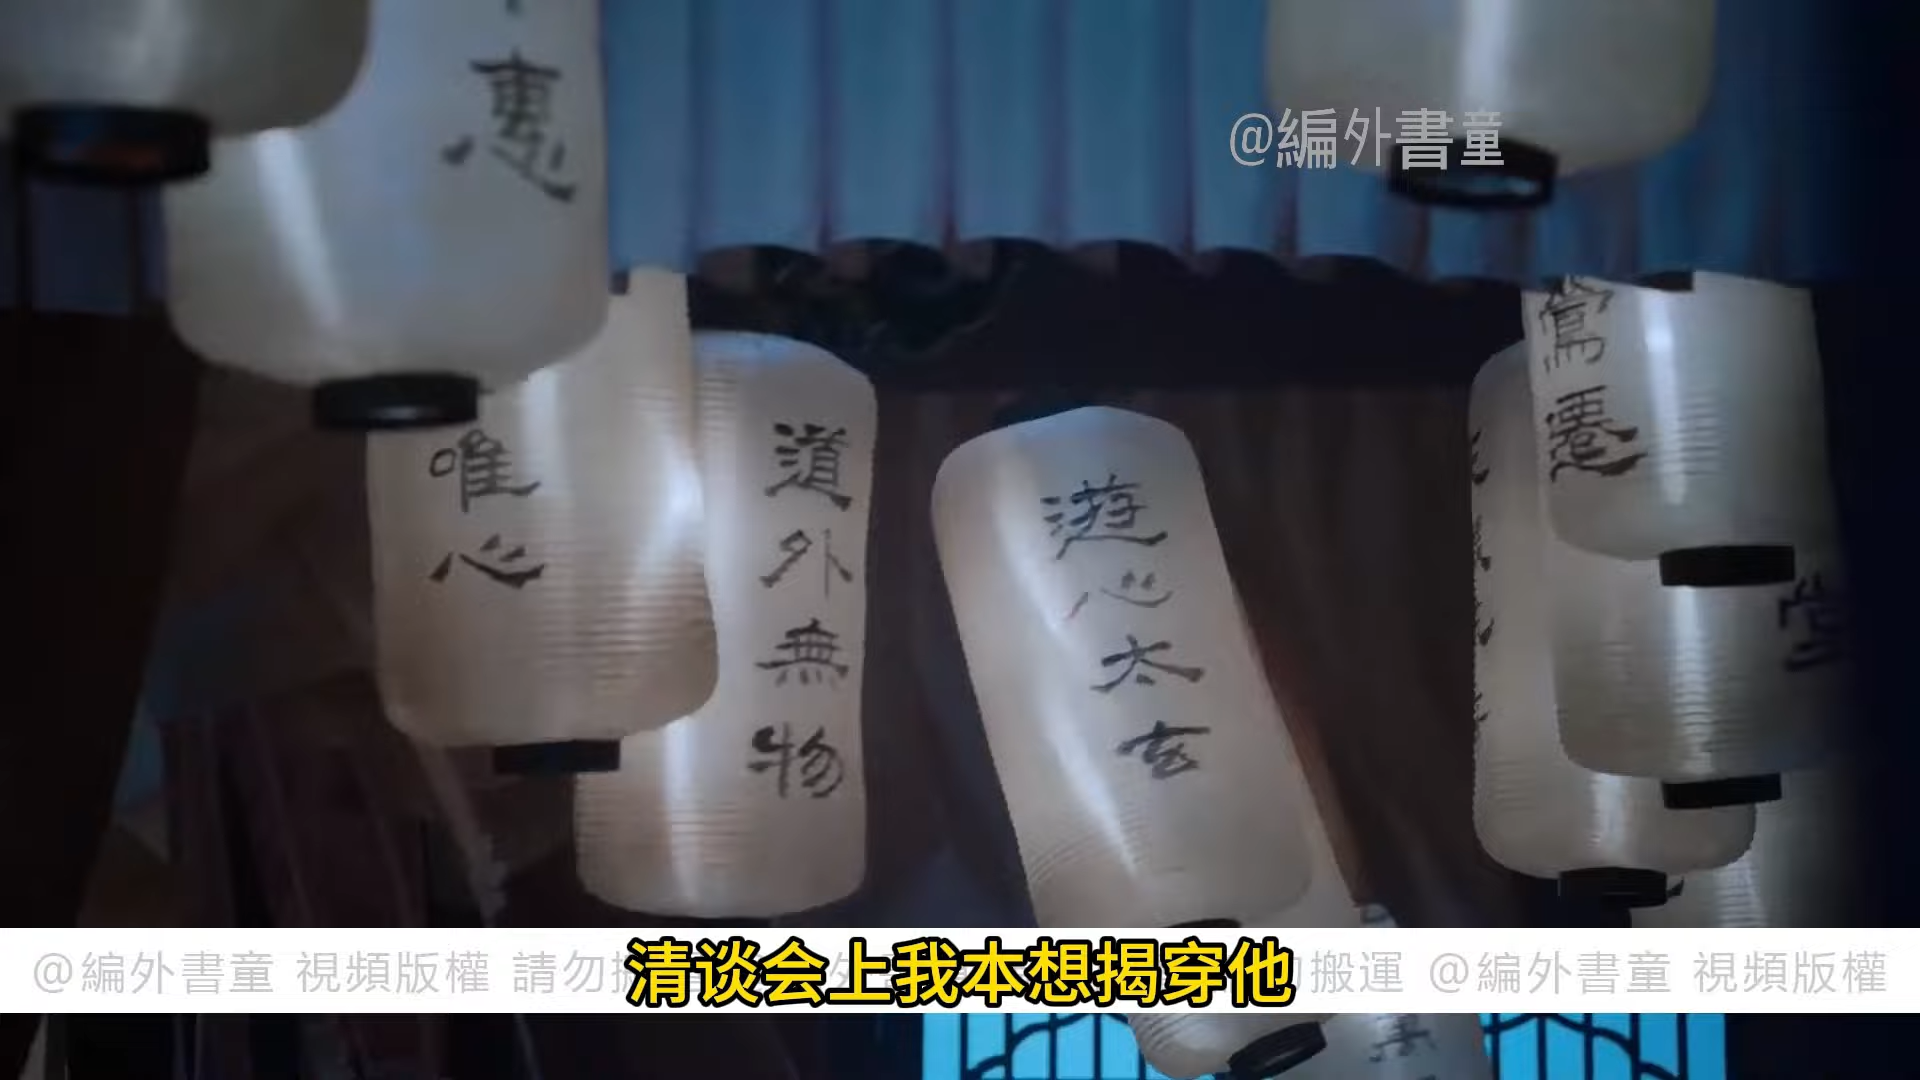 惠
@編外書童
鶯遷
唯心
道外無物
遊心太玄
@編外書童 視頻版權 請勿
搬運 @編外書童 視頻版權
清谈会上我本想揭穿他